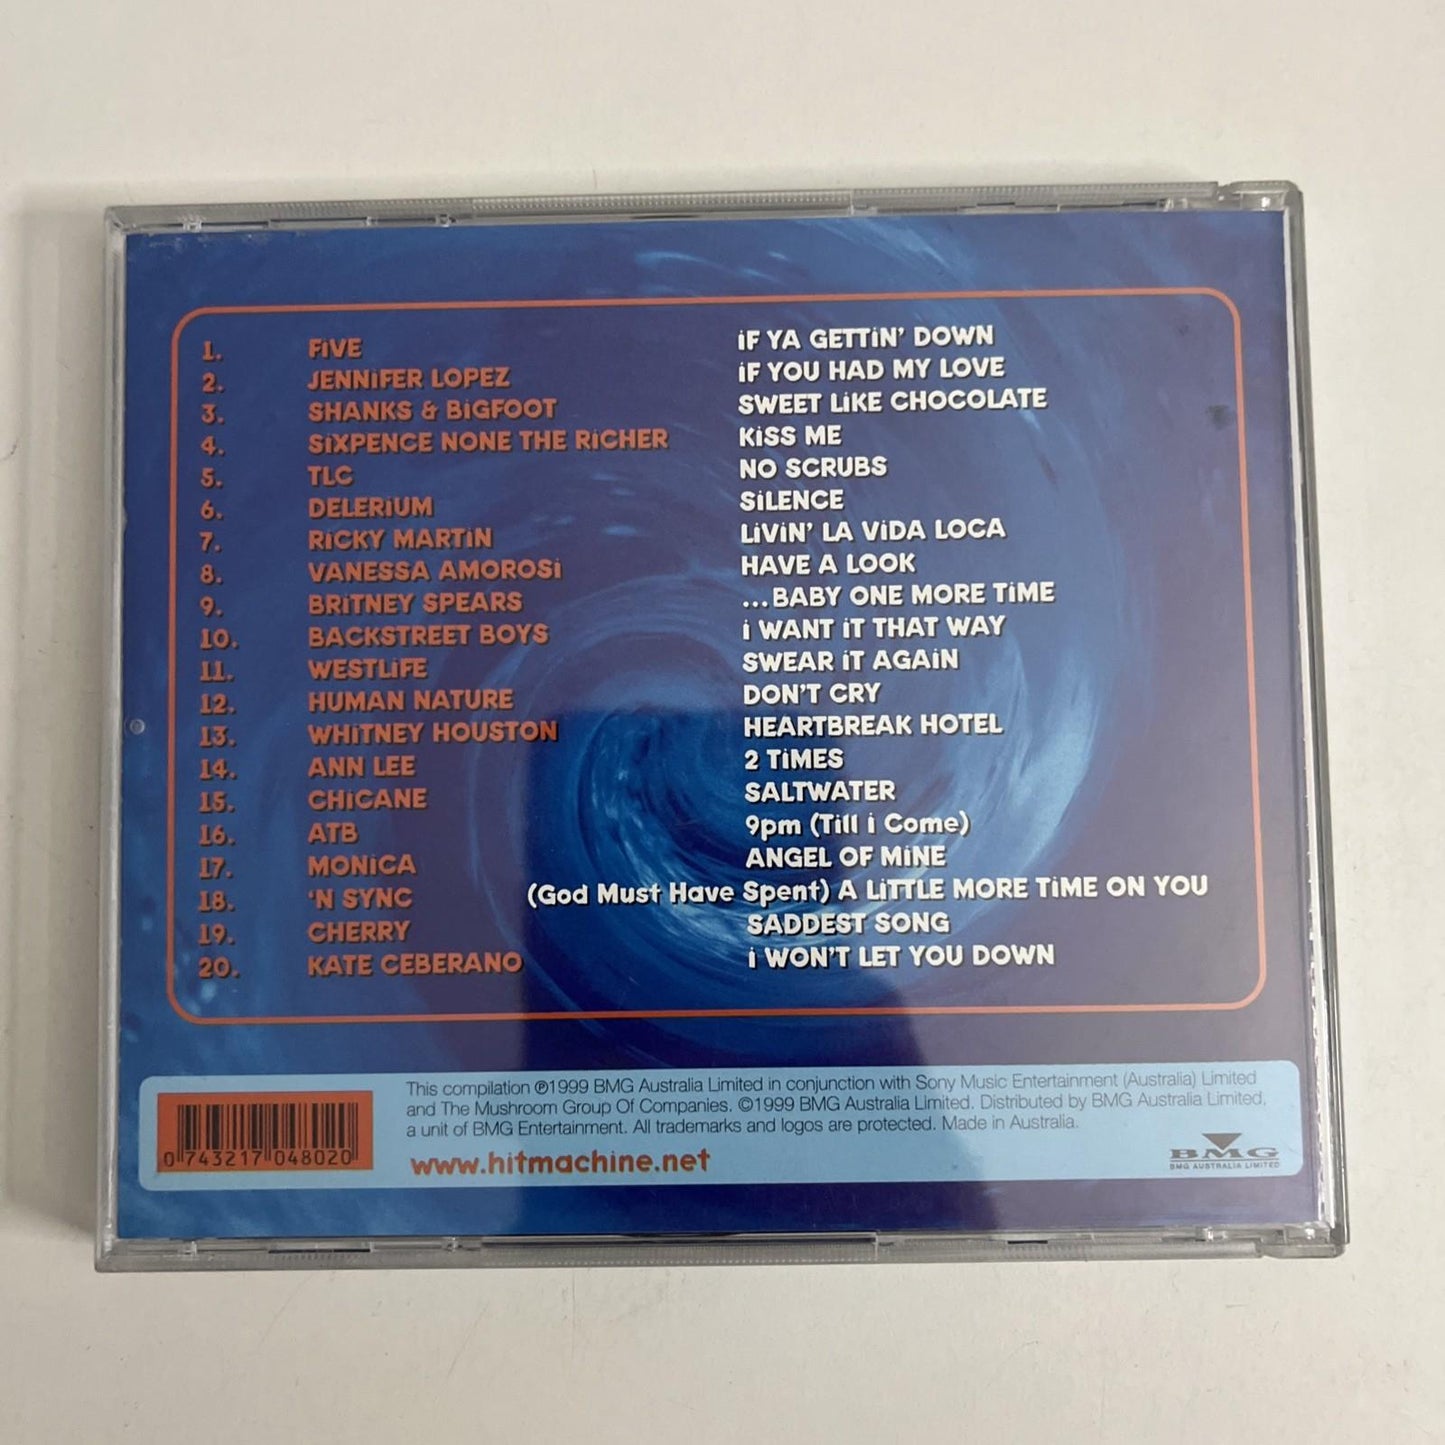 1. FiVE iF YA GETTiN' DOWN
2. JENNiFER LOPEZ iF YOU HAD MY LOVE
3. SHANKS & BiGFOOT SWEET LiKE CHOCOLATE
4. SiXPENCE NONE THE RiCHER KiSS ME
5. TLC NO SCRUBS
6. DELERiUM SiLENCE
7. RiCKY MARTiN LiViN' LA ViDA LOCA
8. VANESSA AMOROSi HAVE A LOOK
9. BRiTNEY SPEARS ...BABY ONE MORE TiME
10. BACKSTREET BOYS i WANT iT THAT WAY
11. WESTLiFE SWEAR iT AGAiN
12. HUMAN NATURE DON'T CRY
13. WHiTNEY HOUSTON HEARTBREAK HOTEL
14. ANN LEE 2 TiMES
15. CHiCANE SALTWATER
16. ATB 9pm (Till i Come)
17. MONiCA ANGEL OF MiNE
18. 'N SYNC (God Must Have Spent) A LiTTLE MORE TiME ON YOU
19. CHERRY SADDEST SONG
20. KATE CEBERANO i WON'T LET YOU DOWN
This compilation ℗1999 BMG Australia Limited in conjunction with Sony Music Entertainment (Australia) Limited
and The Mushroom Group Of Companies. ©1999 BMG Australia Limited. Distributed by BMG Australia Limited,
a unit of BMG Entertainment. All trademarks and logos are protected. Made in Australia.
0 743217 048020
www.hitmachine.net
BMG
BMG AUSTRALIA LIMITED